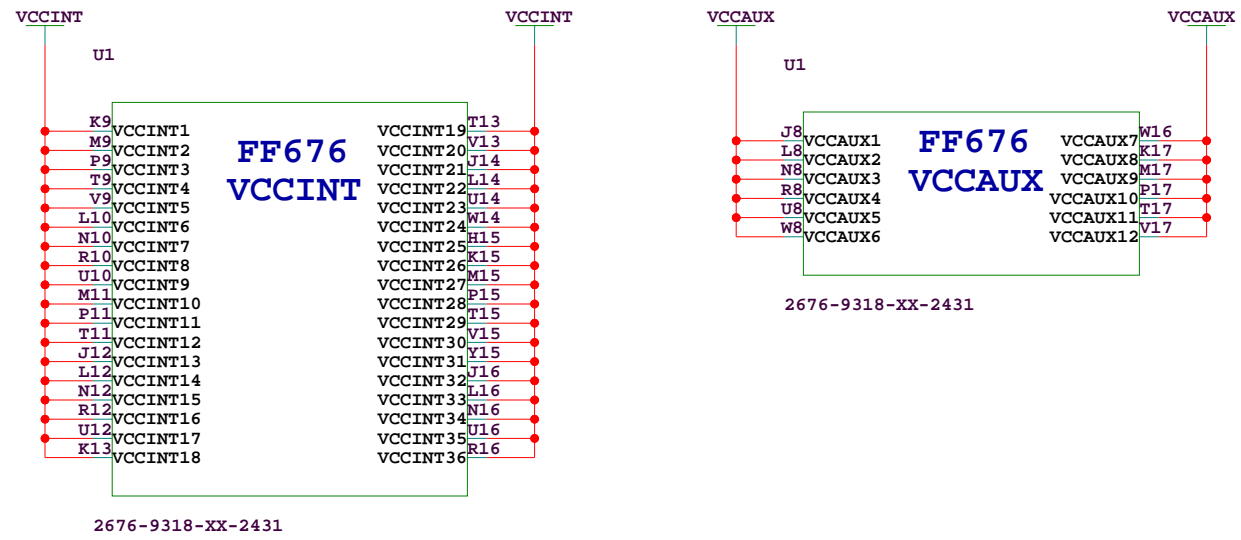 VCCINT VCCINT
U1
FF676
VCCINT
K9 VCCINT1 VCCINT19 T13
M9 VCCINT2 VCCINT20 V13
P9 VCCINT3 VCCINT21 J14
T9 VCCINT4 VCCINT22 L14
V9 VCCINT5 VCCINT23 U14
L10 VCCINT6 VCCINT24 W14
N10 VCCINT7 VCCINT25 H15
R10 VCCINT8 VCCINT26 K15
U10 VCCINT9 VCCINT27 M15
M11 VCCINT10 VCCINT28 P15
P11 VCCINT11 VCCINT29 T15
T11 VCCINT12 VCCINT30 V15
J12 VCCINT13 VCCINT31 Y15
L12 VCCINT14 VCCINT32 J16
N12 VCCINT15 VCCINT33 L16
R12 VCCINT16 VCCINT34 N16
U12 VCCINT17 VCCINT35 U16
K13 VCCINT18 VCCINT36 R16
2676-9318-XX-2431
VCCAUX VCCAUX
U1
FF676
VCCAUX
J8 VCCAUX1 VCCAUX7 W16
L8 VCCAUX2 VCCAUX8 K17
N8 VCCAUX3 VCCAUX9 M17
R8 VCCAUX4 VCCAUX10 P17
U8 VCCAUX5 VCCAUX11 T17
W8 VCCAUX6 VCCAUX12 V17
2676-9318-XX-2431